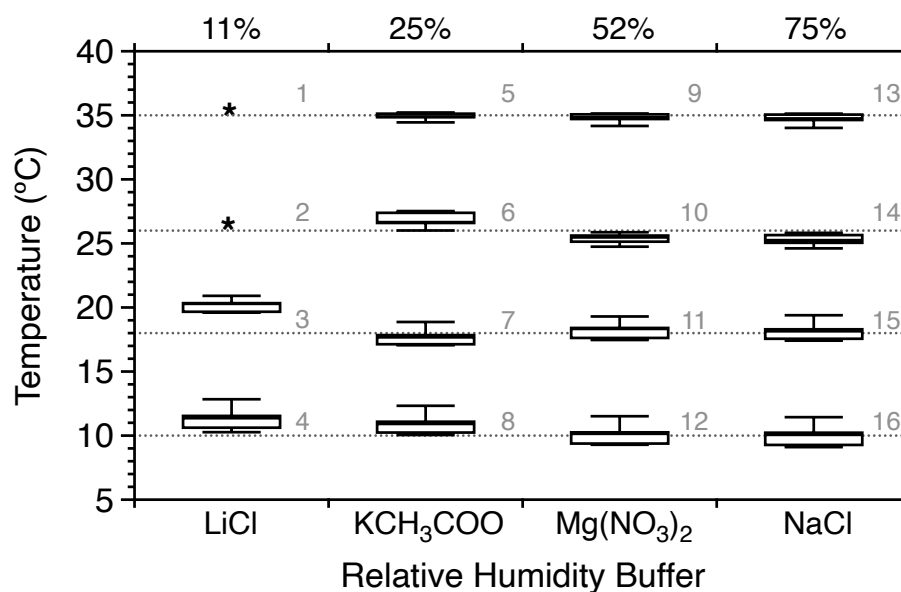 11% 25% 52% 75%
40
1 5 9 13
35
30
2 6 10 14
* 
25
20
3 7 11 15
15
4 8 12 16
10
5
Temperature (°C)
LiCl KCH₃COO Mg(NO₃)₂ NaCl
Relative Humidity Buffer